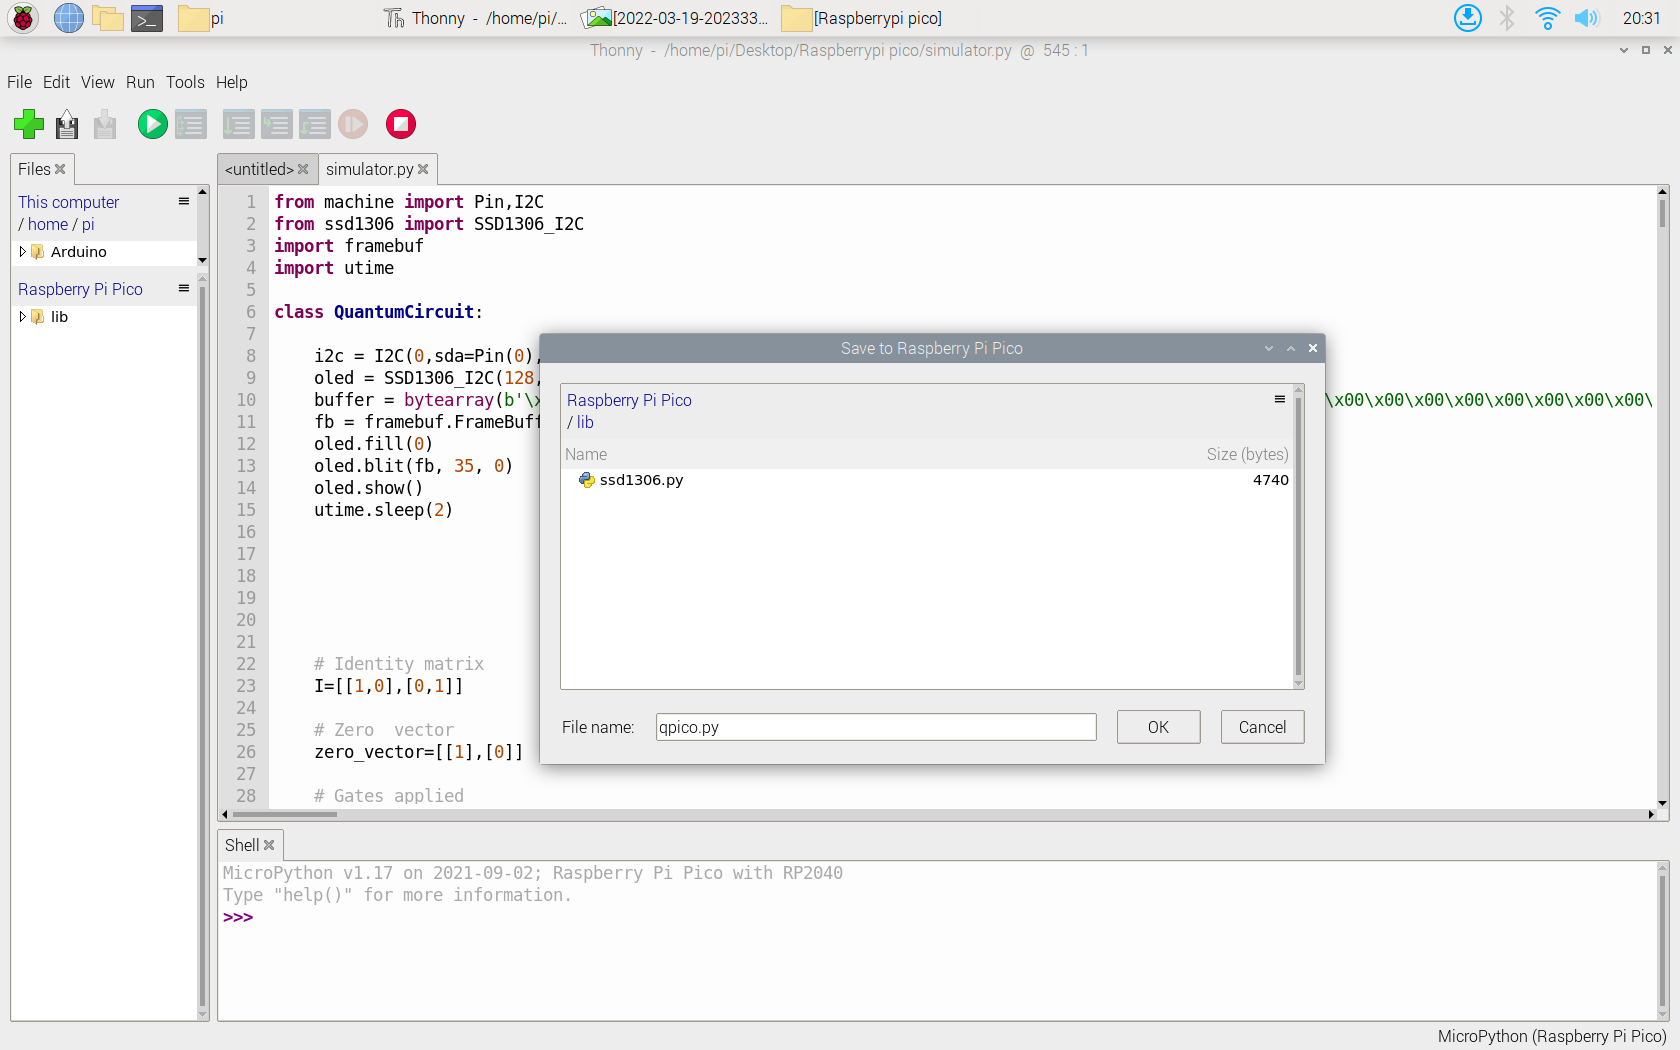 pi
Thonny - /home/pi/...
[2022-03-19-202333...
[Raspberrypi pico]
20:31
Thonny - /home/pi/Desktop/Raspberrypi pico/simulator.py @ 545 : 1
File Edit View Run Tools Help
Files
This computer
/ home / pi
Arduino
Raspberry Pi Pico
lib
<untitled>
simulator.py
1 from machine import Pin,I2C
2 from ssd1306 import SSD1306_I2C
3 import framebuf
4 import utime
5
6 class QuantumCircuit:
7
8 i2c = I2C(0,sda=Pin(0),
9 oled = SSD1306_I2C(128,
10 buffer = bytearray(b'\x \x00\x00\x00\x00\x00\x00\x00\x00\
11 fb = framebuf.FrameBuff
12 oled.fill(0)
13 oled.blit(fb, 35, 0)
14 oled.show()
15 utime.sleep(2)
16
17
18
19
20
21
22 # Identity matrix
23 I=[[1,0],[0,1]]
24
25 # Zero  vector
26 zero_vector=[[1],[0]]
27
28 # Gates applied
Save to Raspberry Pi Pico
Raspberry Pi Pico
/ lib
Name Size (bytes)
ssd1306.py 4740
File name: qpico.py OK Cancel
Shell
MicroPython v1.17 on 2021-09-02; Raspberry Pi Pico with RP2040
Type "help()" for more information.
>>>
MicroPython (Raspberry Pi Pico)